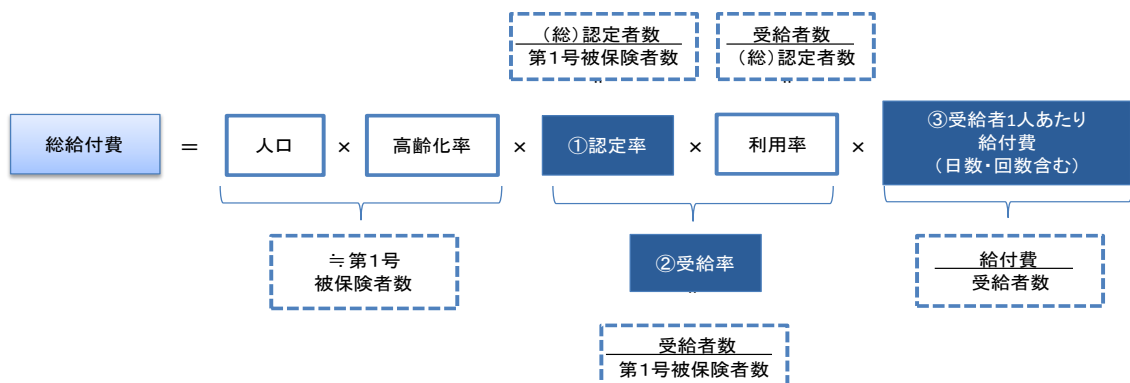 (総)認定者数
第1号被保険者数
受給者数
(総)認定者数
〃
〃
総給付費
=
人口
×
高齢化率
×
①認定率
×
利用率
×
③受給者1人あたり
給付費
(日数・回数含む)
≒第1号
被保険者数
②受給率
〃
給付費
受給者数
受給者数
第1号被保険者数